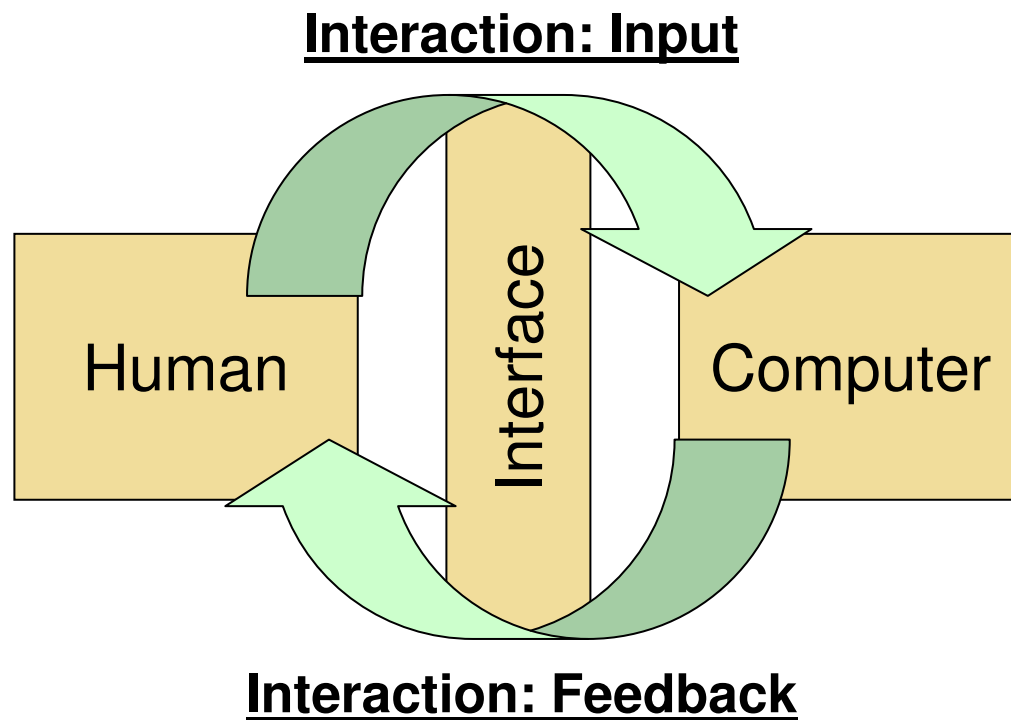 Interaction: Input
Human
Interface
Computer
Interaction: Feedback